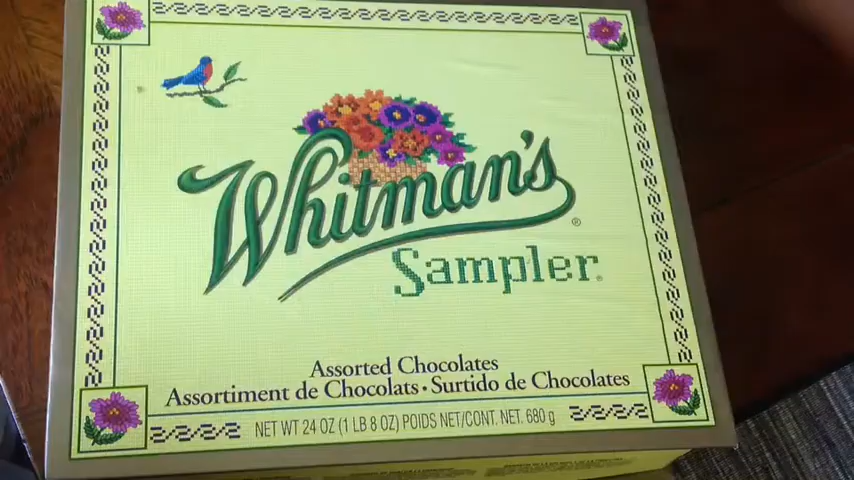 Whitman's®
Sampler®
Assorted Chocolates
Assortiment de Chocolats • Surtido de Chocolates
NET WT 24 OZ (1 LB 8 OZ) POIDS NET/CONT. NET. 680 g